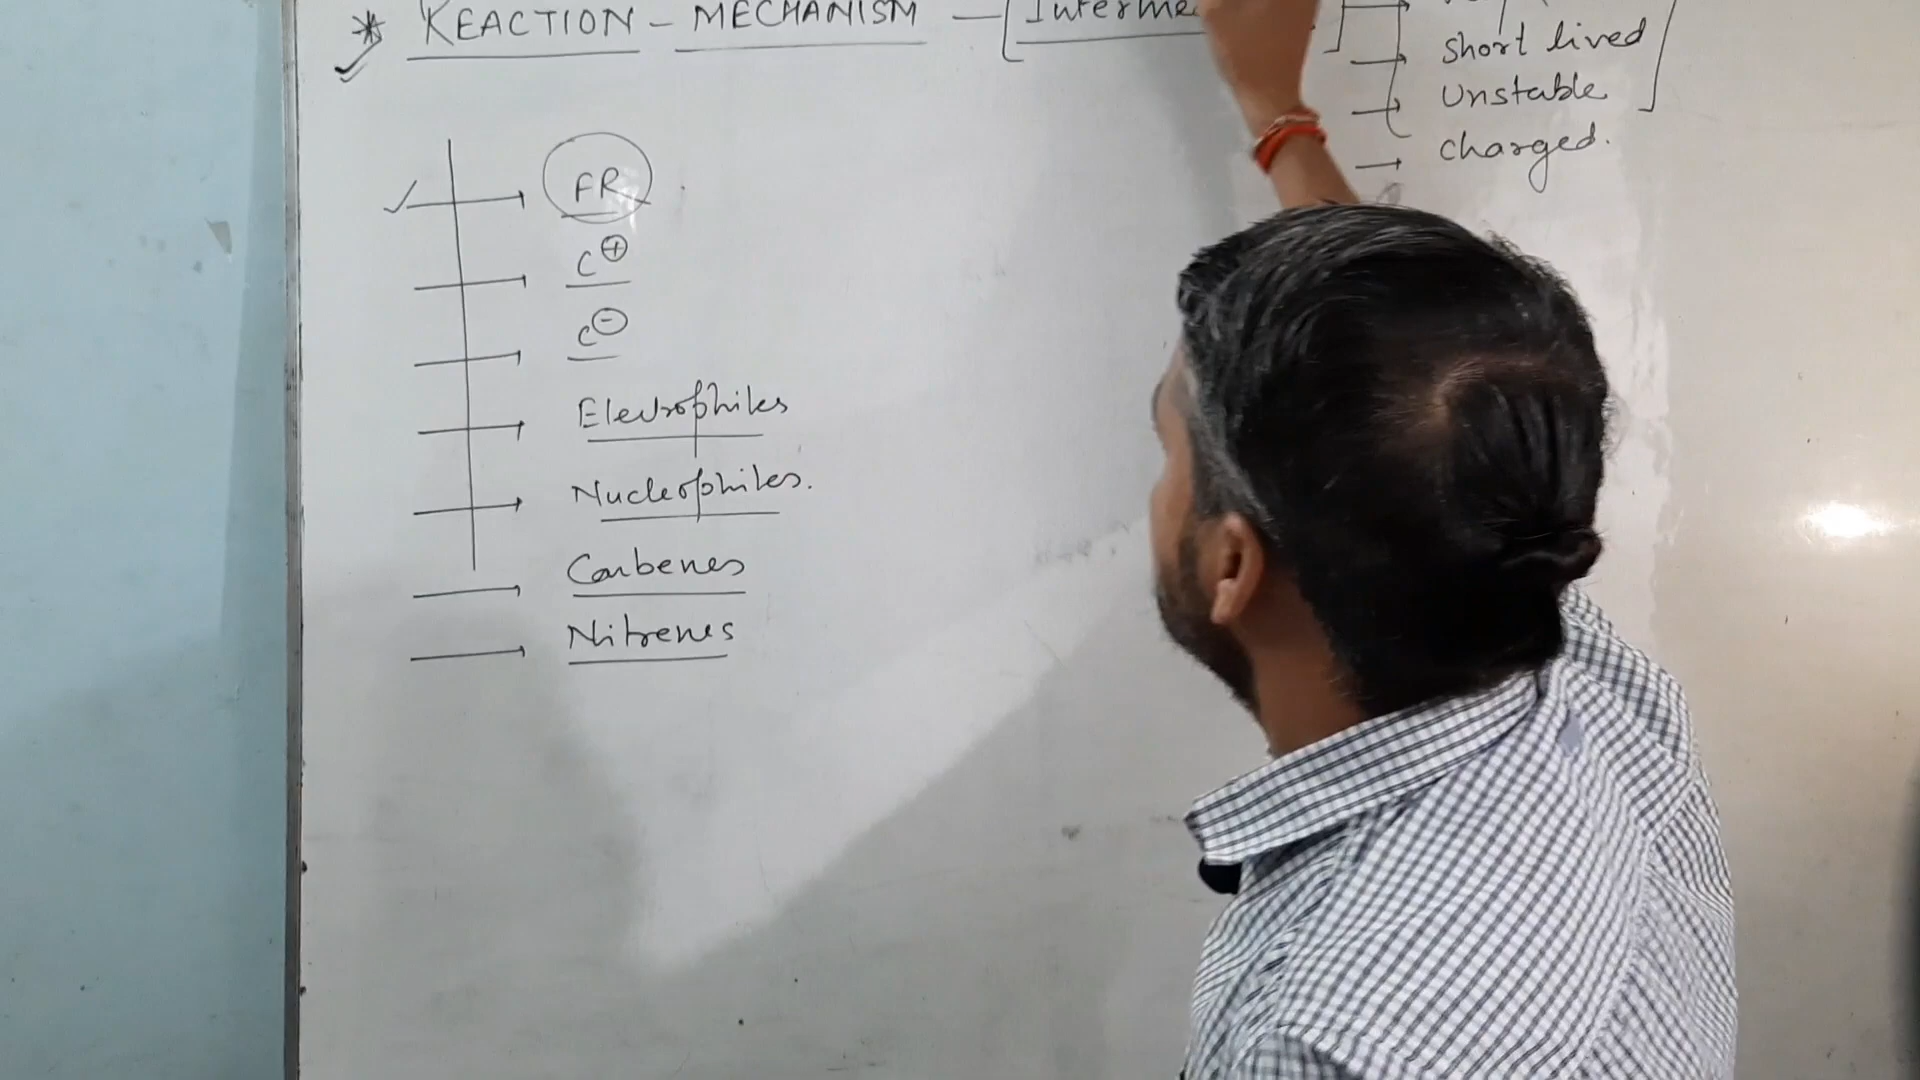 * REACTION - MECHANISM - [Interme
short lived
Unstable
charged.
FR
C⊕
C⊖
Electrophiles
Nucleophiles.
Carbenes
Nitrenes